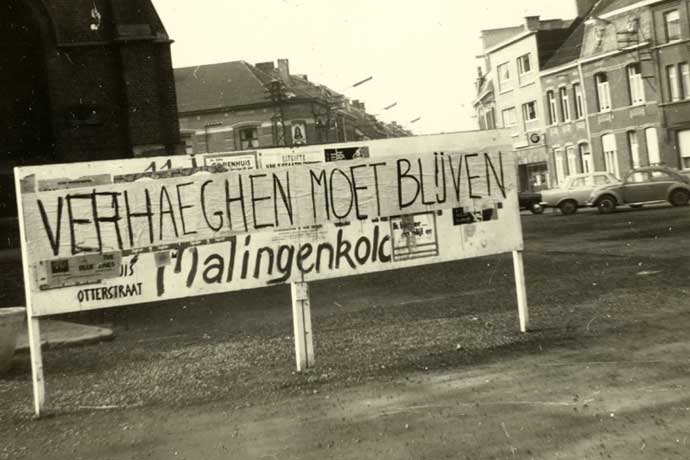 VERHAEGHEN MOET BLIJVEN
Malingenkolc
OTTERSTRAAT